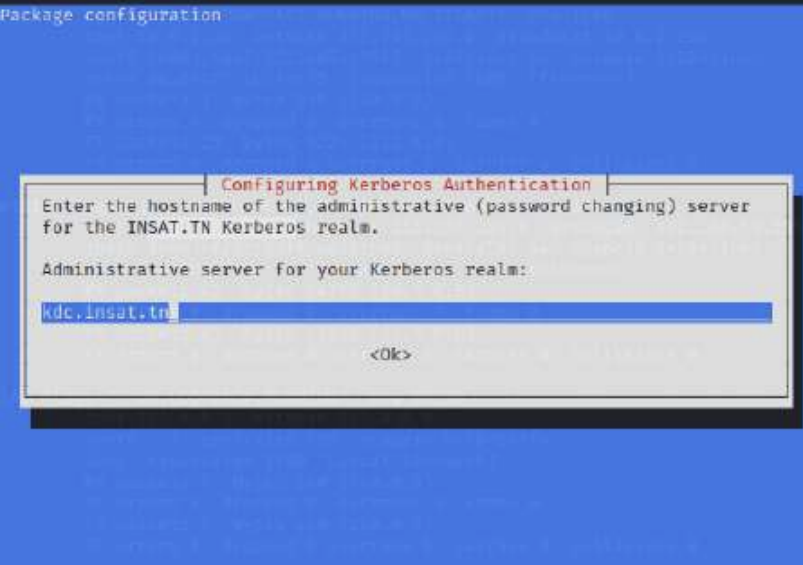 Package configuration
Configuring Kerberos Authentication
Enter the hostname of the administrative (password changing) server
for the INSAT.TN Kerberos realm.
Administrative server for your Kerberos realm:
kdc.insat.tn
<Ok>